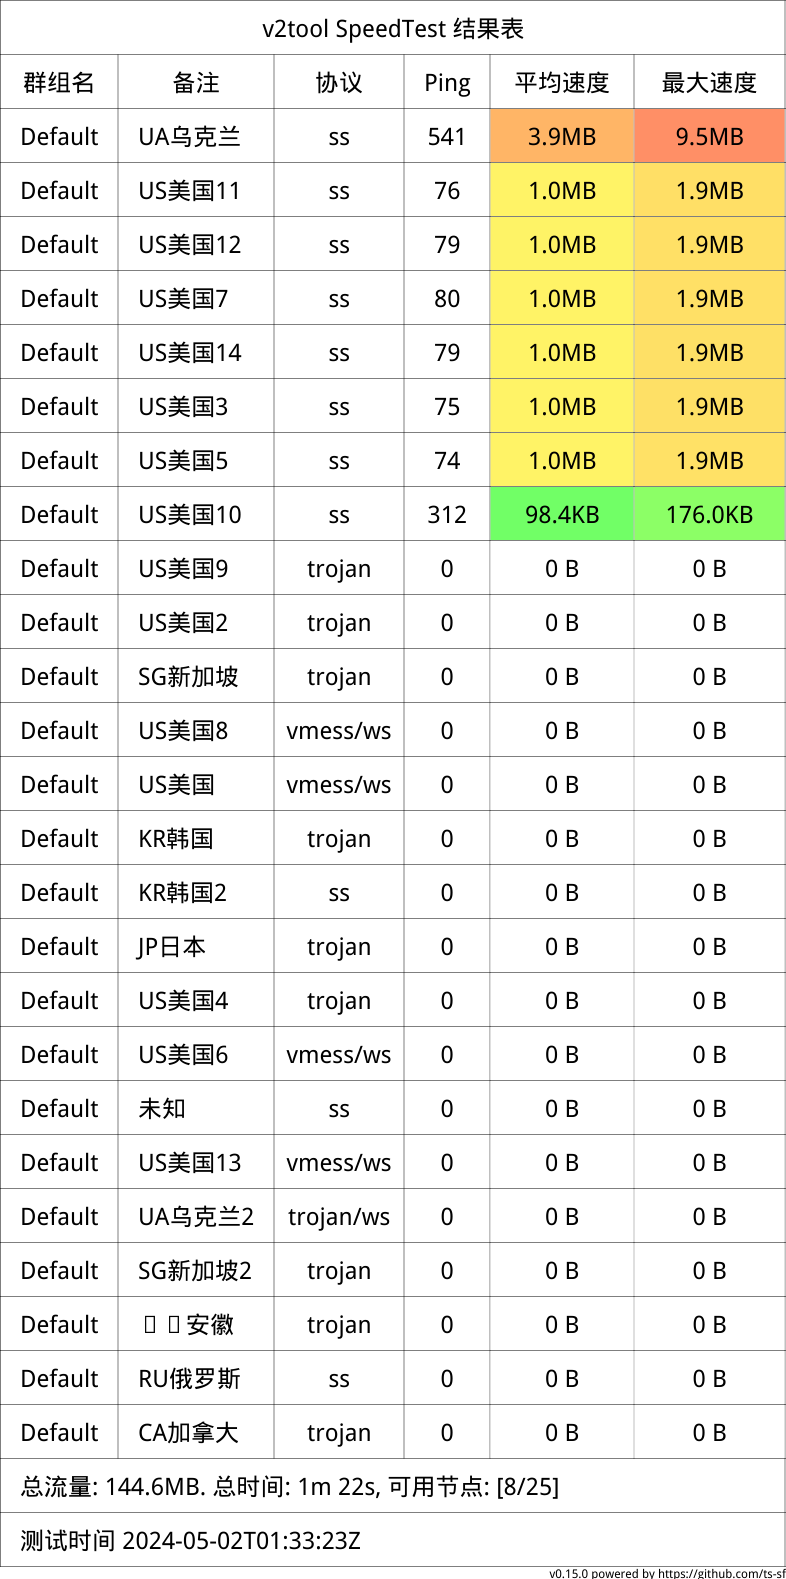 v2tool SpeedTest 结果表
群组名 备注 协议 Ping 平均速度 最大速度
Default UA乌克兰 ss 541 3.9MB 9.5MB
Default US美国11 ss 76 1.0MB 1.9MB
Default US美国12 ss 79 1.0MB 1.9MB
Default US美国7 ss 80 1.0MB 1.9MB
Default US美国14 ss 79 1.0MB 1.9MB
Default US美国3 ss 75 1.0MB 1.9MB
Default US美国5 ss 74 1.0MB 1.9MB
Default US美国10 ss 312 98.4KB 176.0KB
Default US美国9 trojan 0 0 B 0 B
Default US美国2 trojan 0 0 B 0 B
Default SG新加坡 trojan 0 0 B 0 B
Default US美国8 vmess/ws 0 0 B 0 B
Default US美国 vmess/ws 0 0 B 0 B
Default KR韩国 trojan 0 0 B 0 B
Default KR韩国2 ss 0 0 B 0 B
Default JP日本 trojan 0 0 B 0 B
Default US美国4 trojan 0 0 B 0 B
Default US美国6 vmess/ws 0 0 B 0 B
Default 未知 ss 0 0 B 0 B
Default US美国13 vmess/ws 0 0 B 0 B
Default UA乌克兰2 trojan/ws 0 0 B 0 B
Default SG新加坡2 trojan 0 0 B 0 B
Default 安徽 trojan 0 0 B 0 B
Default RU俄罗斯 ss 0 0 B 0 B
Default CA加拿大 trojan 0 0 B 0 B
总流量: 144.6MB. 总时间: 1m 22s, 可用节点: [8/25]
测试时间 2024-05-02T01:33:23Z
v0.15.0 powered by https://github.com/ts-sf